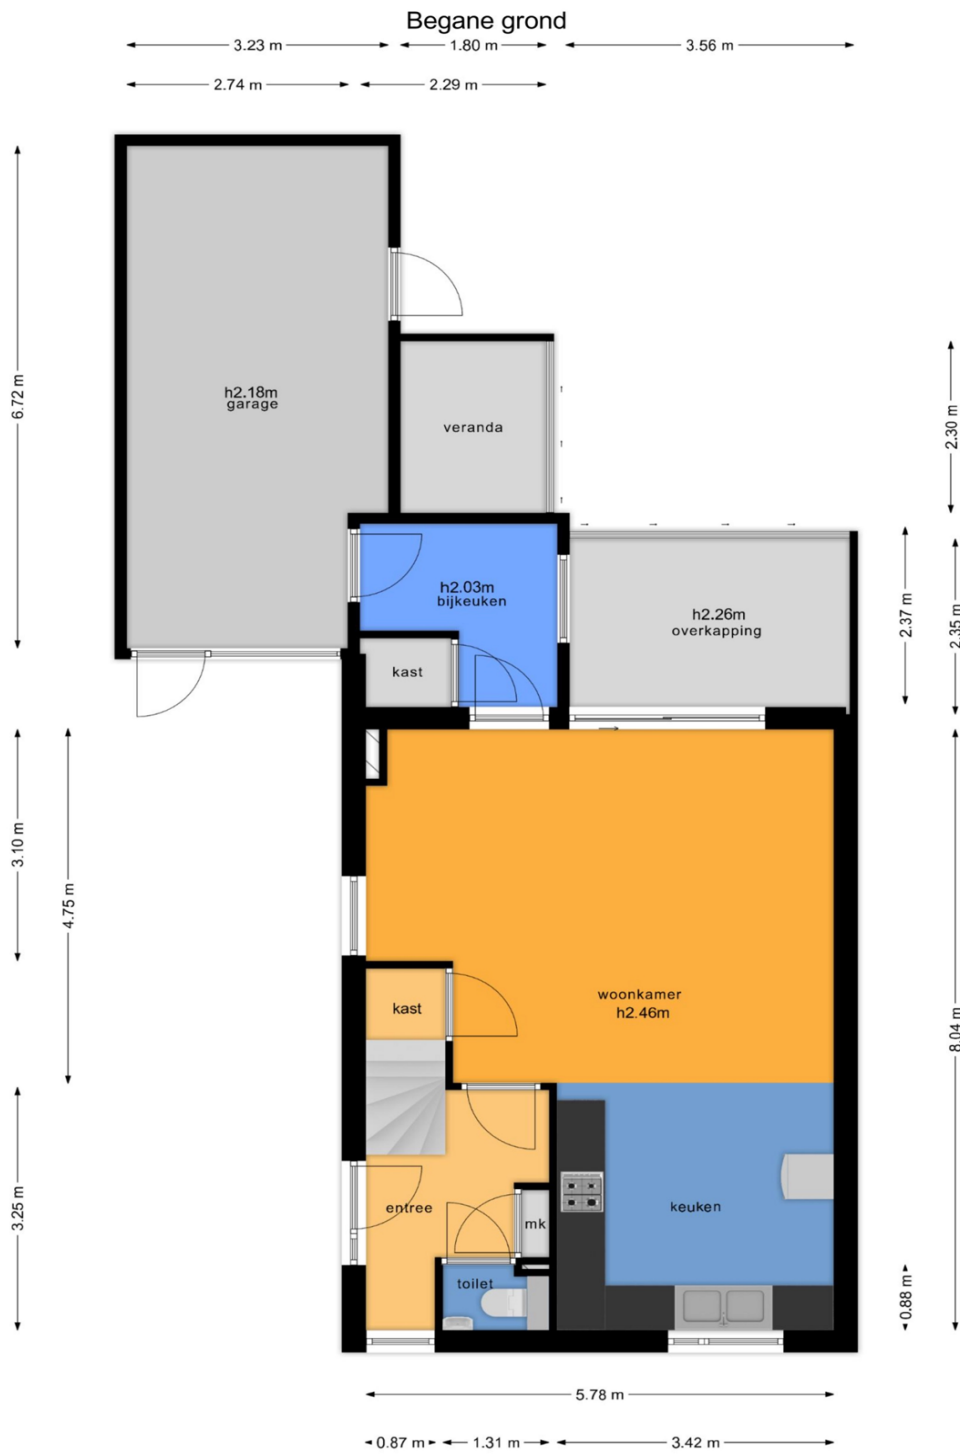 Begane grond
3.23 m
1.80 m
3.56 m
2.74 m
2.29 m
6.72 m
h2.18m
garage
veranda
2.30 m
h2.03m
bijkeuken
h2.26m
overkapping
2.37 m
2.35 m
kast
3.10 m
4.75 m
kast
woonkamer
h2.46m
8.04 m
3.25 m
entree
mk
keuken
toilet
0.88 m
5.78 m
0.87 m
1.31 m
3.42 m